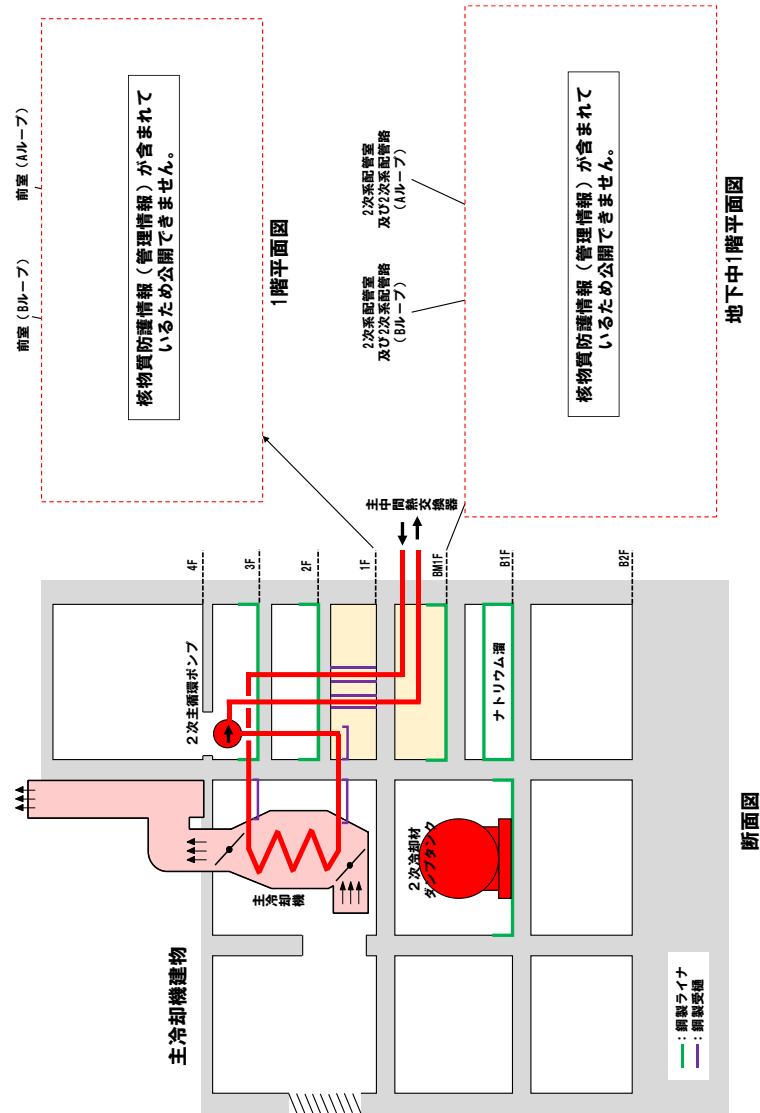 主冷却機建物
4F
3F
2F
1F
BM1F
B1F
B2F
2次主循環ポンプ
主冷却機
主中間熱交換器
2次冷却材
ダンプタンク
ナトリウム溜
：鋼製ライナ
：鋼製受樋
断面図
前室（Bループ）
前室（Aループ）
核物質防護情報（管理情報）が含まれて
いるため公開できません。
1階平面図
2次系配管室
及び2次系配管路
（Bループ）
2次系配管室
及び2次系配管路
（Aループ）
核物質防護情報（管理情報）が含まれて
いるため公開できません。
地下中1階平面図